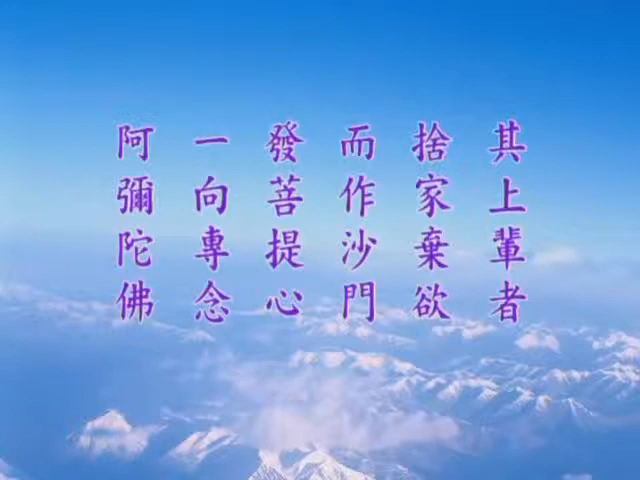 其上輩者
捨家棄欲
而作沙門
發菩提心
一向專念
阿彌陀佛